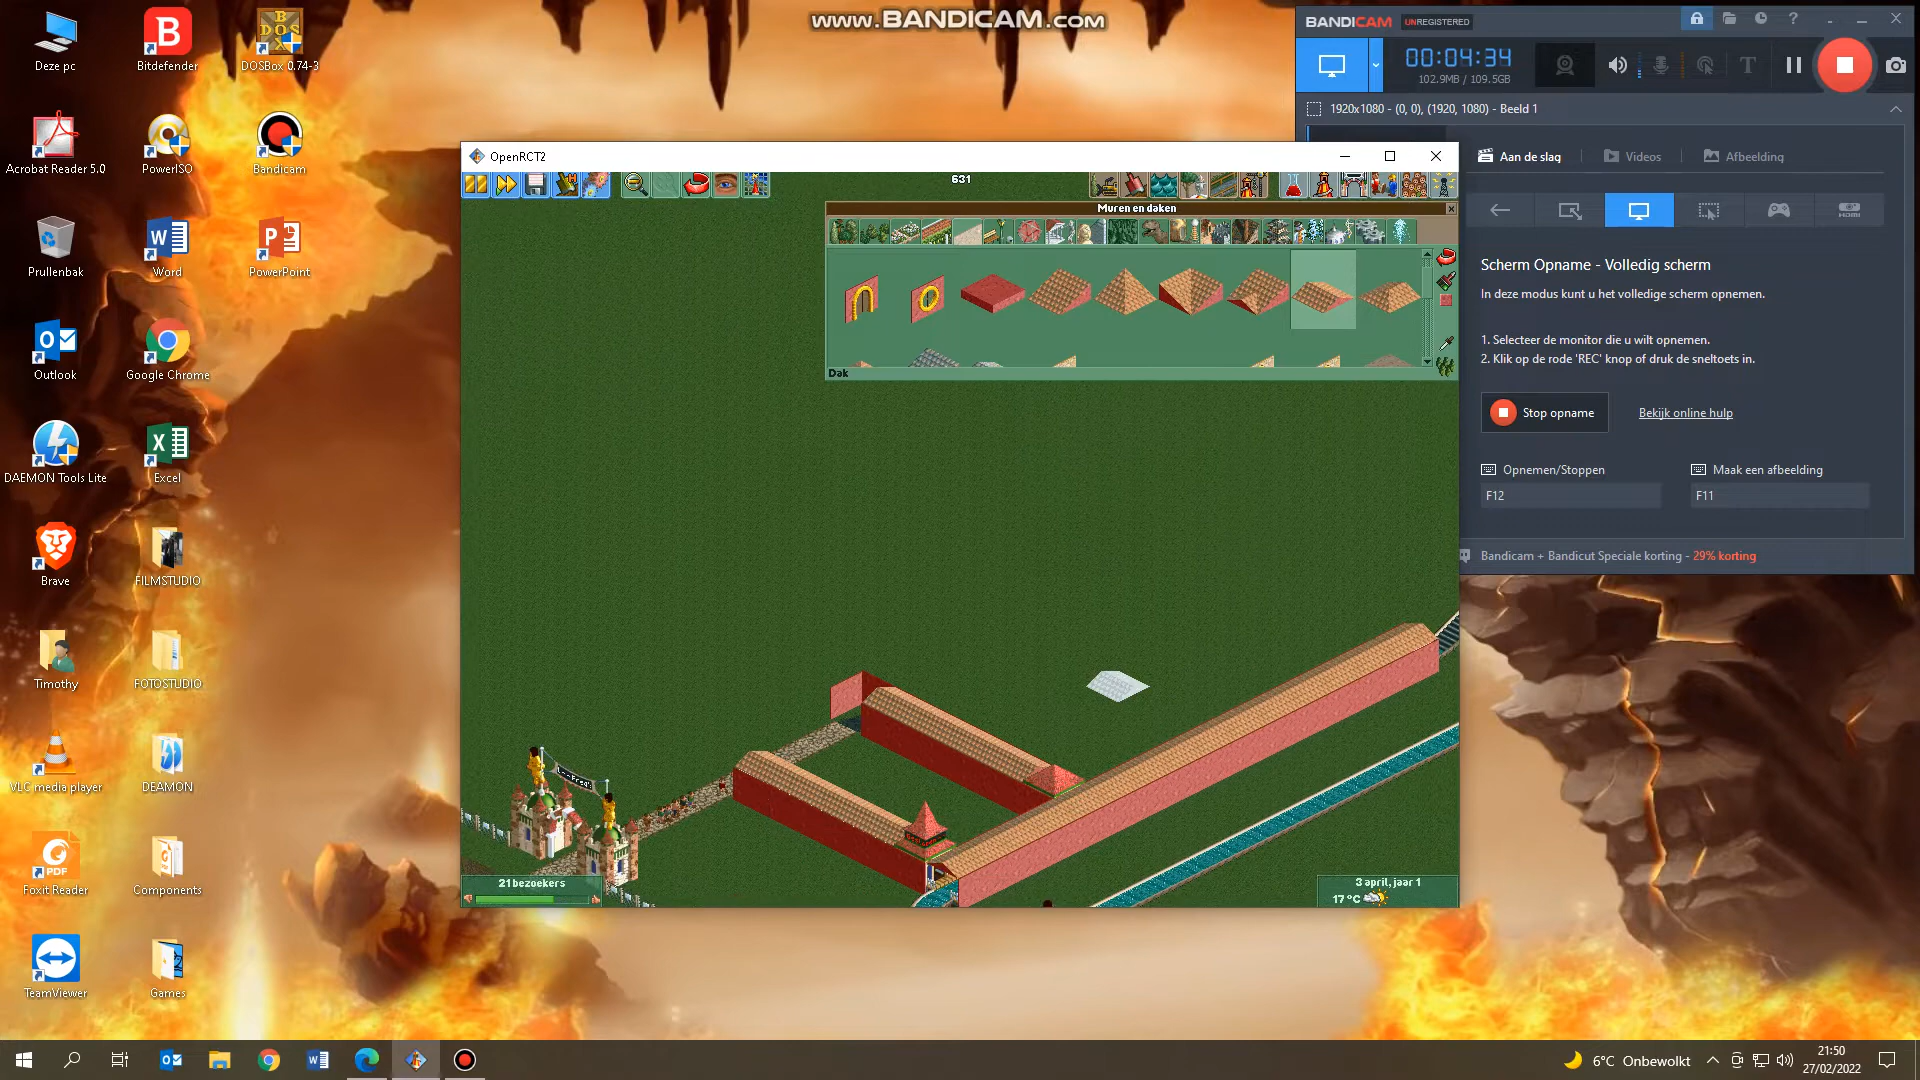 www.BANDICAM.com
Deze pc
Bitdefender
DOSBox 0.74-3
Acrobat Reader 5.0
PowerISO
Bandicam
Prullenbak
Word
PowerPoint
Outlook
Google Chrome
DAEMON Tools Lite
Excel
Brave
FILMSTUDIO
Timothy
FOTOSTUDIO
VLC media player
DEAMON
Foxit Reader
Components
TeamViewer
Games
OpenRCT2
631
Muren en daken
Dak
21 bezoekers
3 april, jaar 1
17 °C
BANDICAM UNREGISTERED
00:04:34
102.9MB / 109.5GB
1920x1080 - (0, 0), (1920, 1080) - Beeld 1
Aan de slag
Videos
Afbeelding
HDMI
Scherm Opname - Volledig scherm
In deze modus kunt u het volledige scherm opnemen.
1. Selecteer de monitor die u wilt opnemen.
2. Klik op de rode 'REC' knop of druk de sneltoets in.
Stop opname
Bekijk online hulp
Opnemen/Stoppen
Maak een afbeelding
F12
F11
Bandicam + Bandicut Speciale korting - 29% korting
6°C Onbewolkt
21:50
27/02/2022